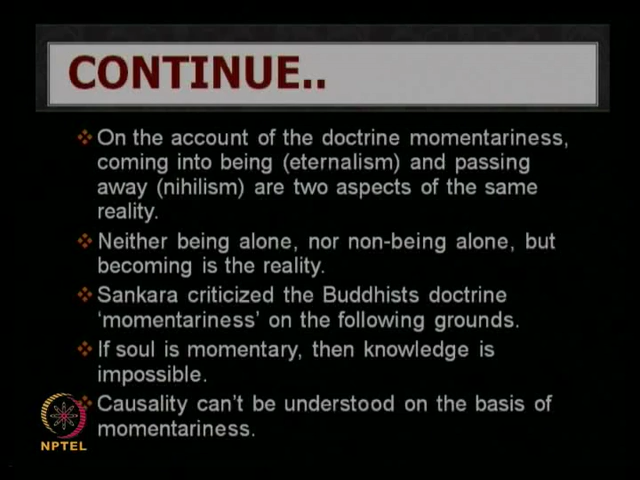 CONTINUE..
On the account of the doctrine momentariness,
coming into being (eternalism) and passing
away (nihilism) are two aspects of the same
reality.
Neither being alone, nor non-being alone, but
becoming is the reality.
Sankara criticized the Buddhists doctrine
‘momentariness’ on the following grounds.
If soul is momentary, then knowledge is
impossible.
Causality can’t be understood on the basis of
momentariness.
NPTEL